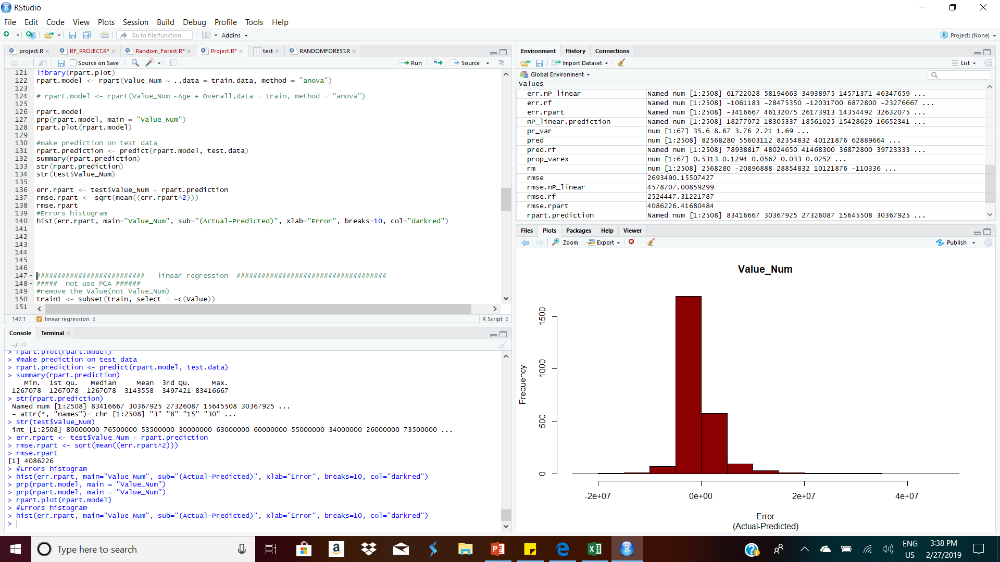 RStudio
File Edit Code View Plots Session Build Debug Profile Tools Help
Go to file/function Addins Project: (None)
project.R RF_PROJECT.R* Random_Forest.R* Project.R* test RANDOMFOREST.R
Source on Save Run Source
121 library(rpart.plot)
122 rpart.model <- rpart(Value_Num ~ .,data = train.data, method = "anova")
123
124 # rpart.model <- rpart(Value_Num ~Age + Overall,data = train, method = "anova")
125
126 rpart.model
127 prp(rpart.model, main = "Value_Num")
128 rpart.plot(rpart.model)
129
130 #make prediction on test data
131 rpart.prediction <- predict(rpart.model, test.data)
132 summary(rpart.prediction)
133 str(rpart.prediction)
134 str(test$Value_Num)
135
136 err.rpart <- test$Value_Num - rpart.prediction
137 rmse.rpart <- sqrt(mean((err.rpart^2)))
138 rmse.rpart
139 #Errors histogram
140 hist(err.rpart, main="Value_Num", sub="(Actual-Predicted)", xlab="Error", breaks=10, col="darkred")
141
142
143
144
145
146
147 ########################## linear regression ####################################
148 ##### not use PCA ######
149 #remove the Value(not Value_Num)
150 train1 <- subset(train, select = -c(Value))
151
147:1 # linear regression R Script
Console Terminal
~/
> rpart.plot(rpart.model)
> #make prediction on test data
> rpart.prediction <- predict(rpart.model, test.data)
> summary(rpart.prediction)
Min. 1st Qu. Median Mean 3rd Qu. Max.
1267078 1267078 1267078 3143558 3497421 83416667
> str(rpart.prediction)
Named num [1:2508] 83416667 30367925 27326087 15645508 30367925 ...
- attr(*, "names")= chr [1:2508] "3" "8" "15" "30" ...
> str(test$Value_Num)
int [1:2508] 80000000 76500000 53500000 30000000 63000000 60000000 55000000 34000000 26000000 73500000 ...
> err.rpart <- test$Value_Num - rpart.prediction
> rmse.rpart <- sqrt(mean((err.rpart^2)))
> rmse.rpart
[1] 4086226
> #Errors histogram
> hist(err.rpart, main="Value_Num", sub="(Actual-Predicted)", xlab="Error", breaks=10, col="darkred")
> prp(rpart.model, main = "Value_Num")
> prp(rpart.model, main = "Value_Num")
> rpart.plot(rpart.model)
> #Errors histogram
> hist(err.rpart, main="Value_Num", sub="(Actual-Predicted)", xlab="Error", breaks=10, col="darkred")
>
Environment History Connections
Import Dataset List
Global Environment
Values
err.nP_linear Named num [1:2508] 61722028 58194663 34938975 14571371 46347659 ...
err.rf Named num [1:2508] -1061183 -28475350 -12031700 6872800 -23276667 ...
err.rpart Named num [1:2508] -3416667 46132075 26173913 14354492 32632075 ...
nP_linear.prediction Named num [1:2508] 18277972 18305337 18561025 15428629 16652341 ...
pr_var num [1:67] 35.6 8.67 3.76 2.21 1.69 ...
pred num [1:2508] 82568280 55603112 82354832 40121876 62889664 ...
pred.rf Named num [1:2508] 78938817 48024650 41468300 36872800 39723333 ...
prop_varex num [1:67] 0.5313 0.1294 0.0562 0.033 0.0252 ...
rm num [1:2508] 2568280 -20896888 28854832 10121876 -110336 ...
rmse 2693490.15507427
rmse.nP_linear 4578707.00859299
rmse.rf 2524447.31221787
rmse.rpart 4086226.41680484
rpart.prediction Named num [1:2508] 83416667 30367925 27326087 15645508 30367925 ...
Files Plots Packages Help Viewer
Zoom Export Publish
Value_Num
Frequency
1500
1000
500
0
-2e+07 0e+00 2e+07 4e+07
Error
(Actual-Predicted)
Type here to search
ENG
US
3:38 PM
2/27/2019